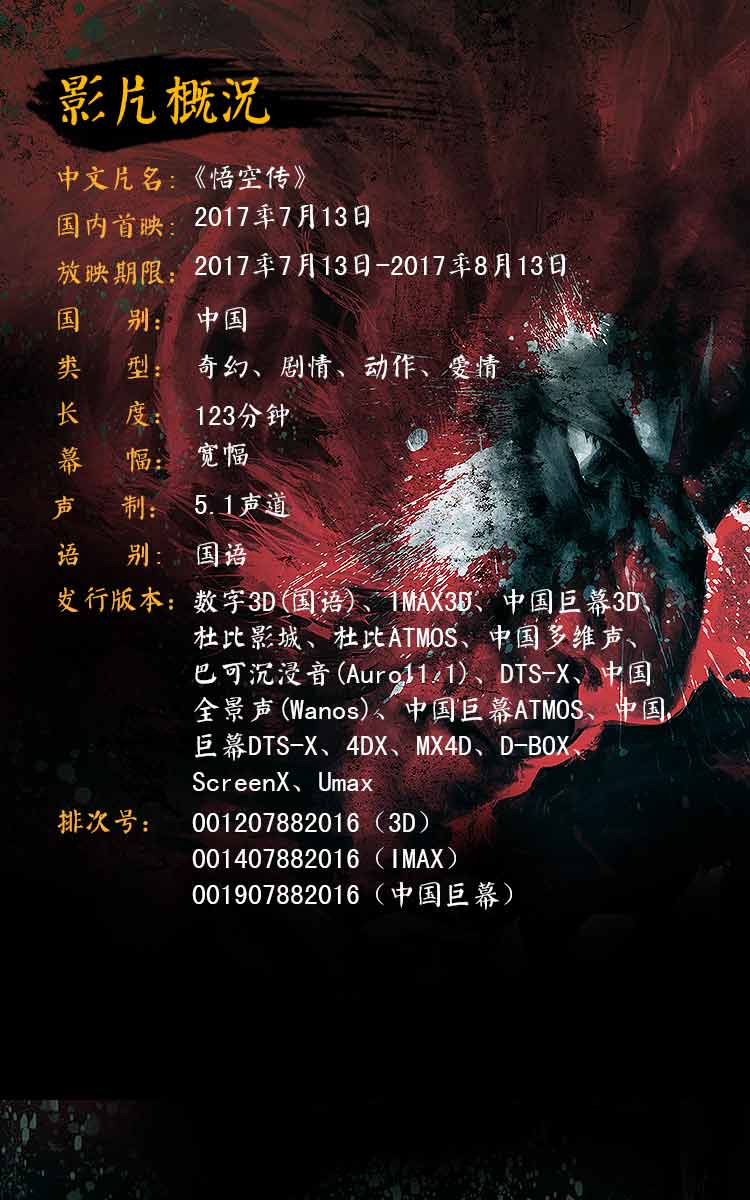 影片概况
中文片名:《悟空传》
国内首映: 2017年7月13日
放映期限: 2017年7月13日-2017年8月13日
国 别: 中国
类 型: 奇幻、剧情、动作、爱情
长 度: 123分钟
幕 幅: 宽幅
声 制: 5.1声道
语 别: 国语
发行版本: 数字3D(国语)、IMAX3D、中国巨幕3D、
杜比影城、杜比ATMOS、中国多维声、
巴可沉浸音(Auro11.1)、DTS-X、中国
全景声(Wanos)、中国巨幕ATMOS、中国
巨幕DTS-X、4DX、MX4D、D-BOX、
ScreenX、Umax
排次号: 001207882016（3D）
001407882016（IMAX）
001907882016（中国巨幕）